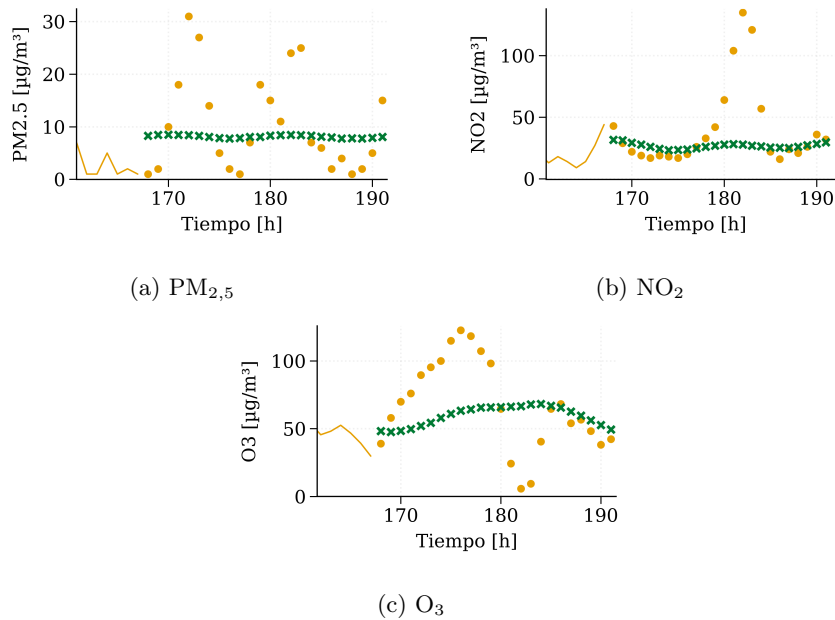 30
20
10
0
PM2.5 [µg/m³]
170
180
190
Tiempo [h]
(a) PM2,5
100
50
0
NO2 [µg/m³]
170
180
190
Tiempo [h]
(b) NO2
100
50
0
O3 [µg/m³]
170
180
190
Tiempo [h]
(c) O3